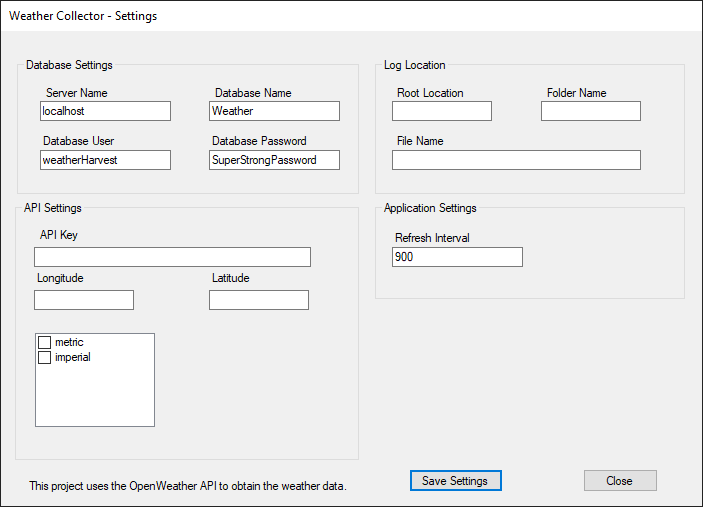 Weather Collector - Settings
Database Settings
Server Name
Database Name
localhost
Weather
Database User
Database Password
weatherHarvest
SuperStrongPassword
Log Location
Root Location
Folder Name
File Name
API Settings
API Key
Longitude
Latitude
metric
imperial
Application Settings
Refresh Interval
900
This project uses the OpenWeather API to obtain the weather data.
Save Settings
Close